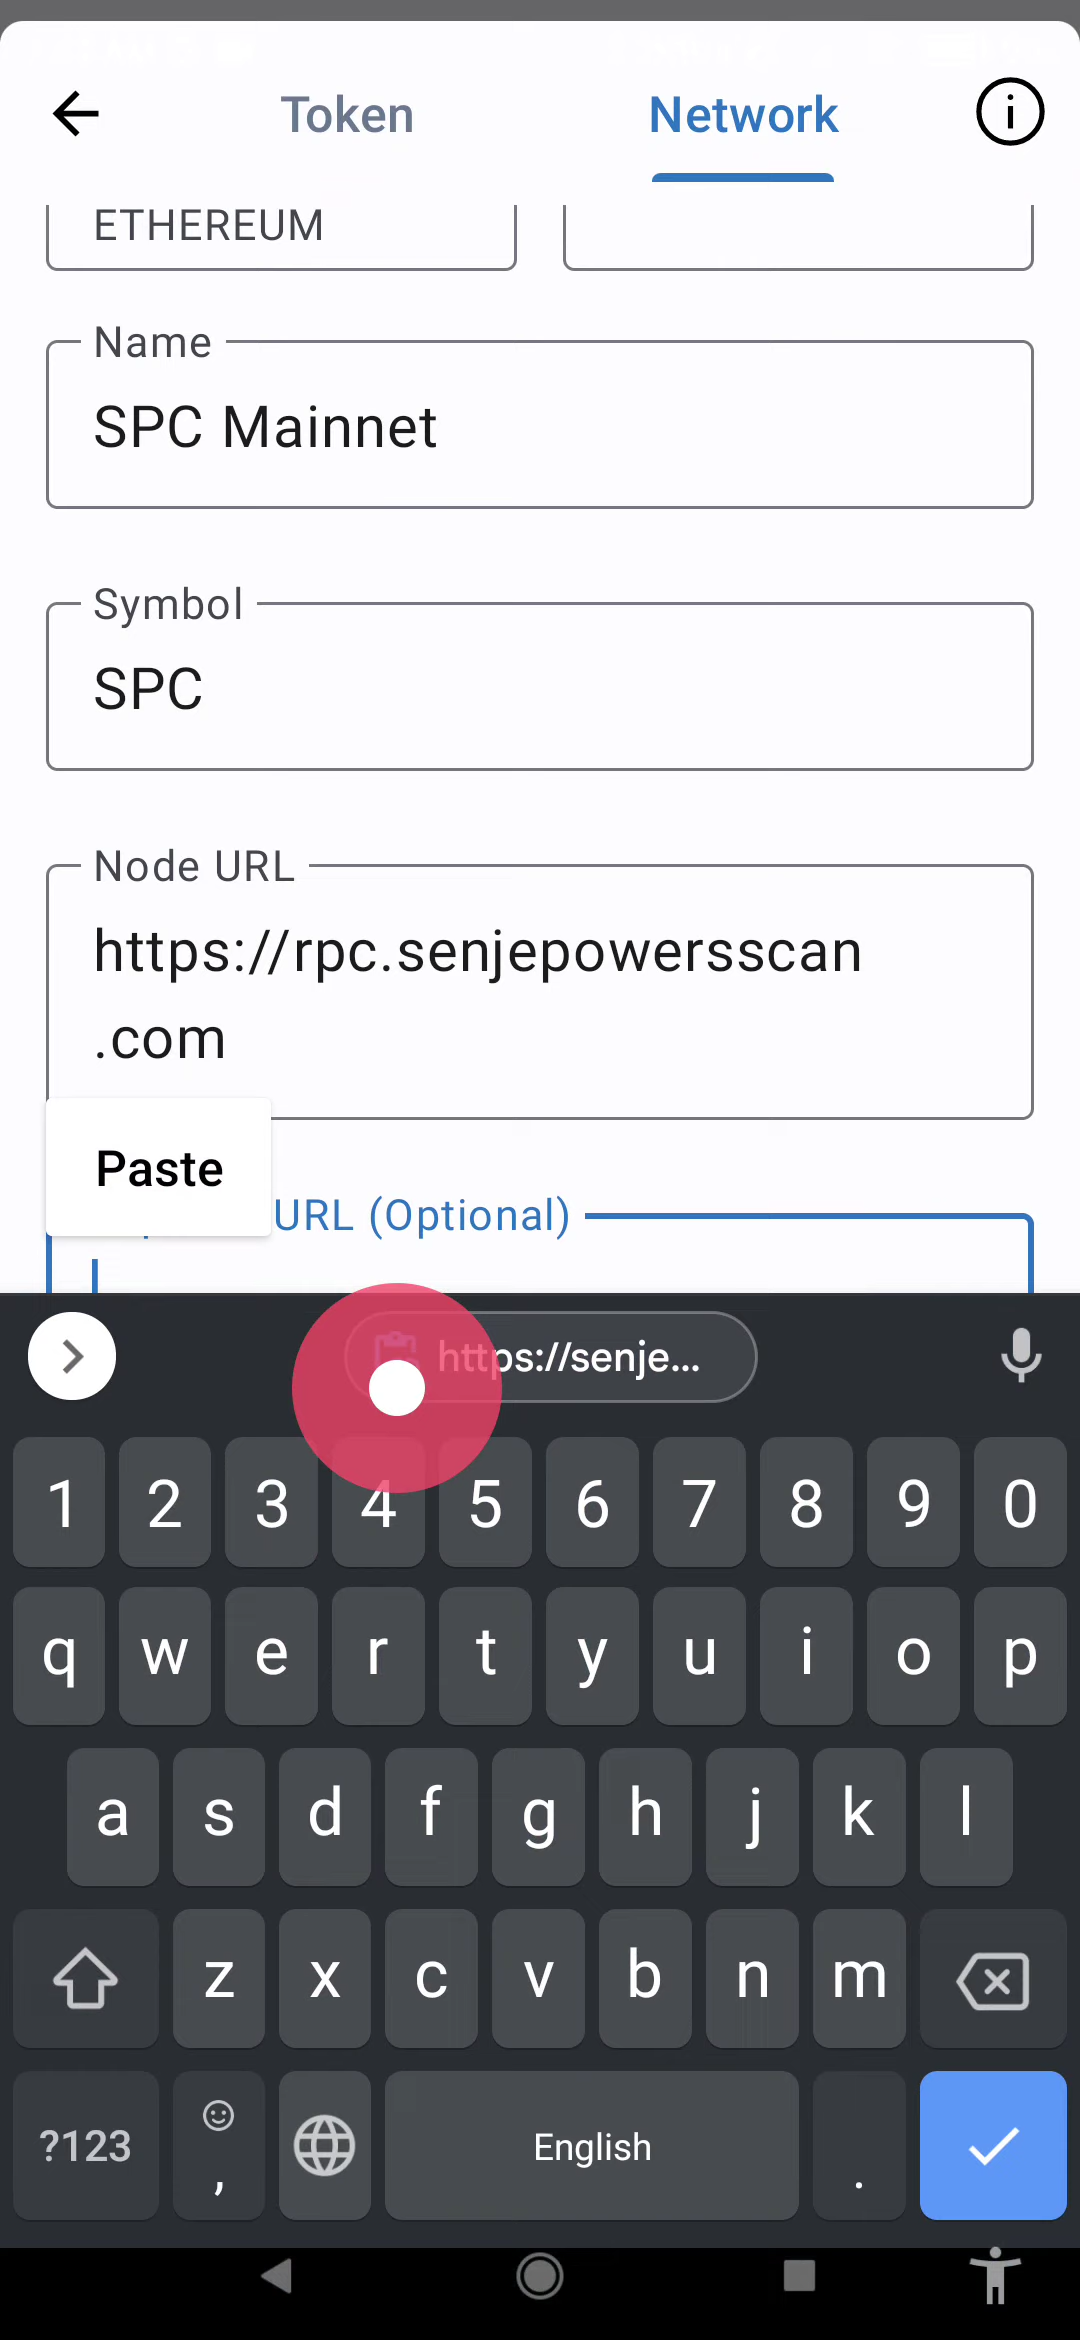 Token Network
ETHEREUM
Name
SPC Mainnet
Symbol
SPC
Node URL
https://rpc.senjepowersscan
.com
Paste
URL (Optional)
https://senje...
1 2 3 4 5 6 7 8 9 0
q w e r t y u i o p
a s d f g h j k l
z x c v b n m
?123 , English .